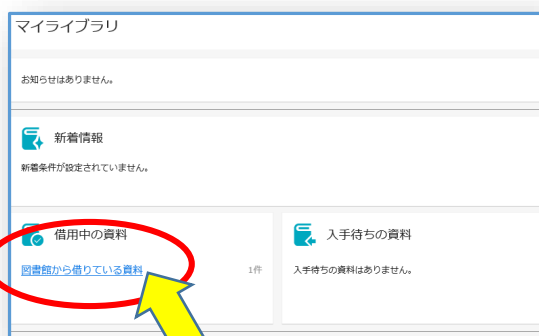 マイライブラリ
お知らせはありません。
新着情報
新着条件が設定されていません。
借用中の資料
図書館から借りている資料 1件
入手待ちの資料
入手待ちの資料はありません。